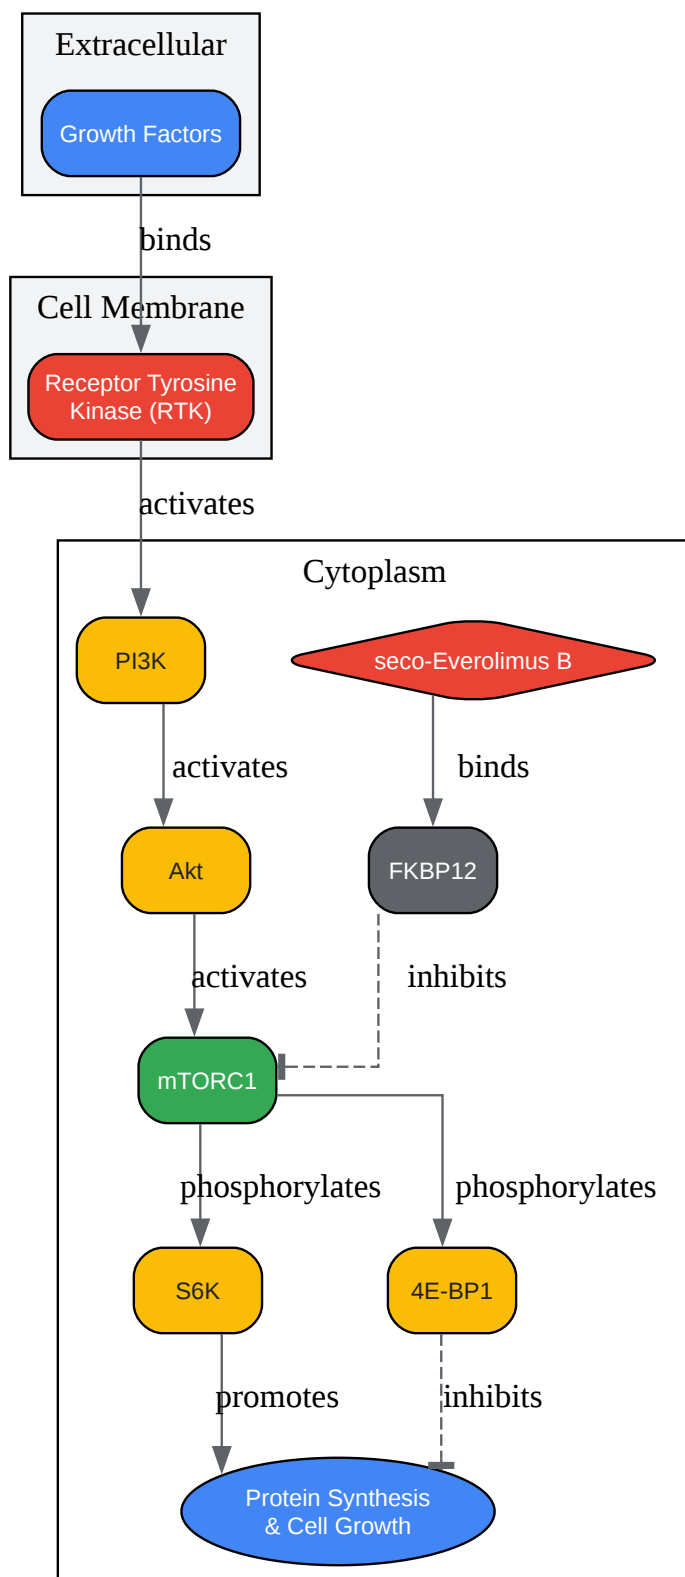 Extracellular
Growth Factors
binds
Cell Membrane
Receptor Tyrosine
Kinase (RTK)
activates
Cytoplasm
PI3K
seco-Everolimus B
activates
binds
Akt
FKBP12
activates
inhibits
mTORC1
phosphorylates
phosphorylates
S6K
4E-BP1
promotes
inhibits
Protein Synthesis
& Cell Growth